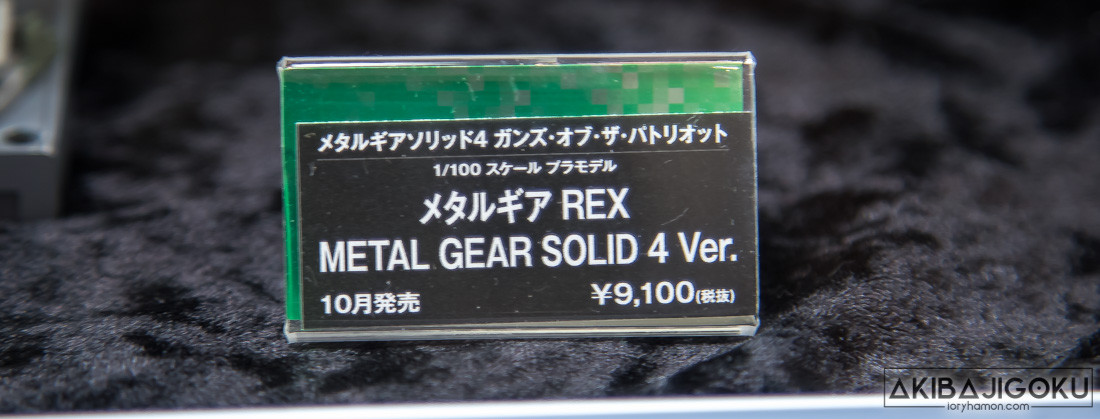 メタルギアソリッド4 ガンズ・オブ・ザ・パトリオット
1/100 スケール プラモデル
メタルギア REX
METAL GEAR SOLID 4 Ver.
10月発売 ¥9,100(税抜)
AKIBAJIGOKU
loryhamon.com